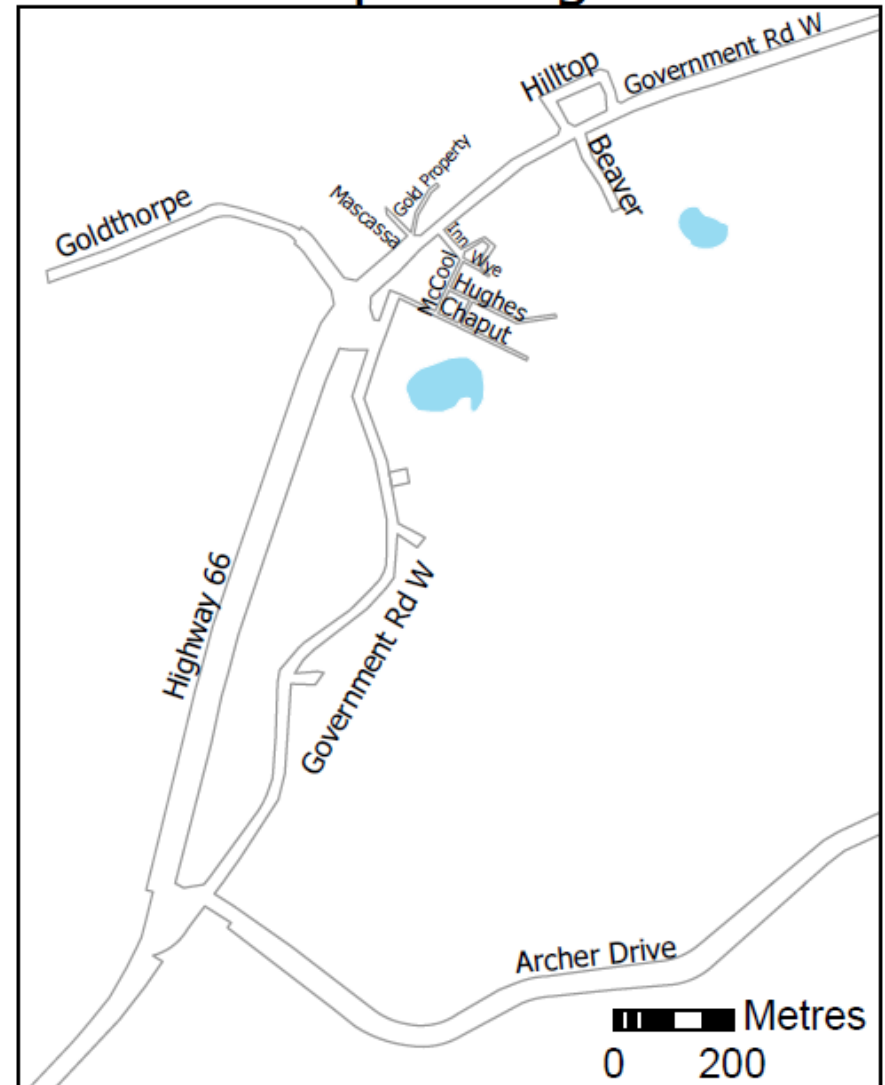 Hilltop
Government Rd W
Beaver
Gold Property
Mascassa
Goldthorpe
Inn
Wye
McCool
Hughes
Chaput
Highway 66
Government Rd W
Archer Drive
Metres
0 200